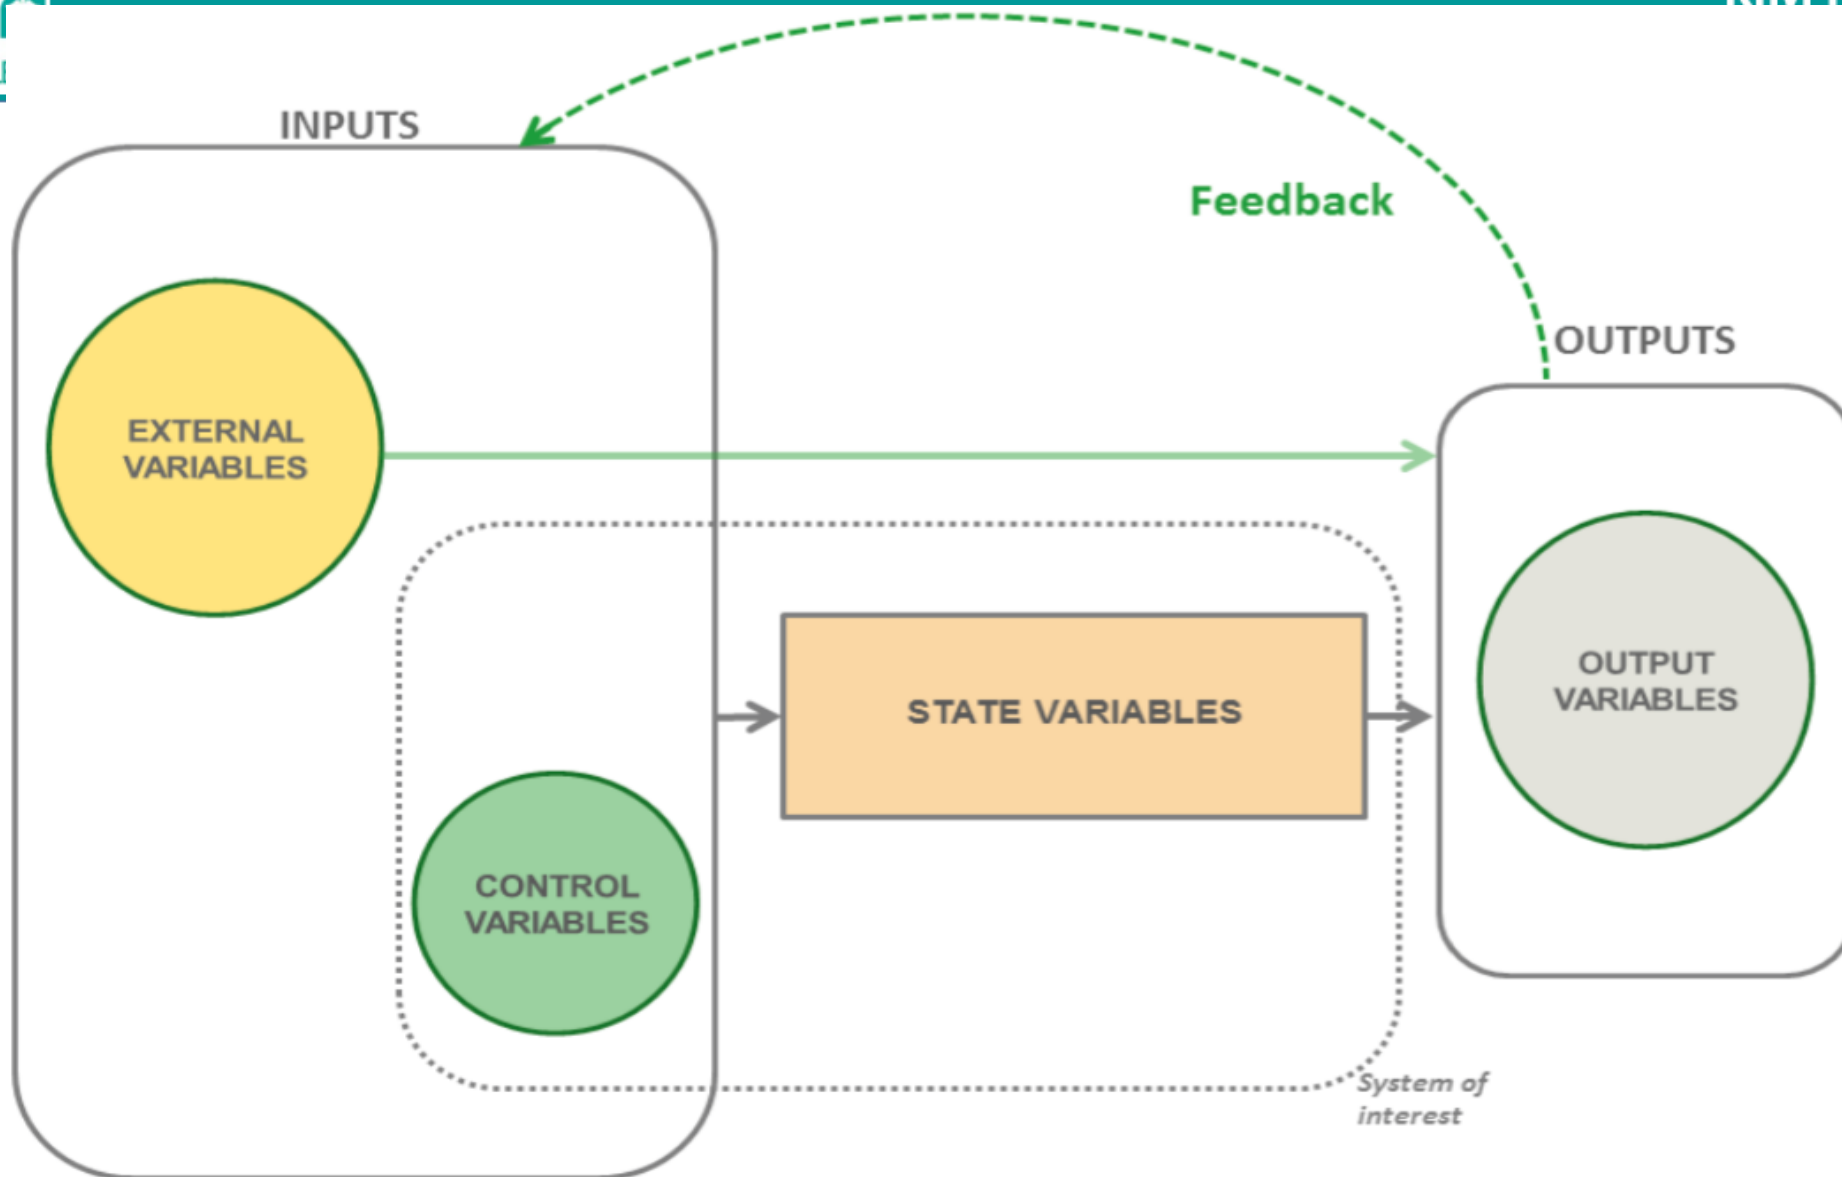 INPUTS
Feedback
OUTPUTS
EXTERNAL
VARIABLES
OUTPUT
VARIABLES
STATE VARIABLES
CONTROL
VARIABLES
System of
interest